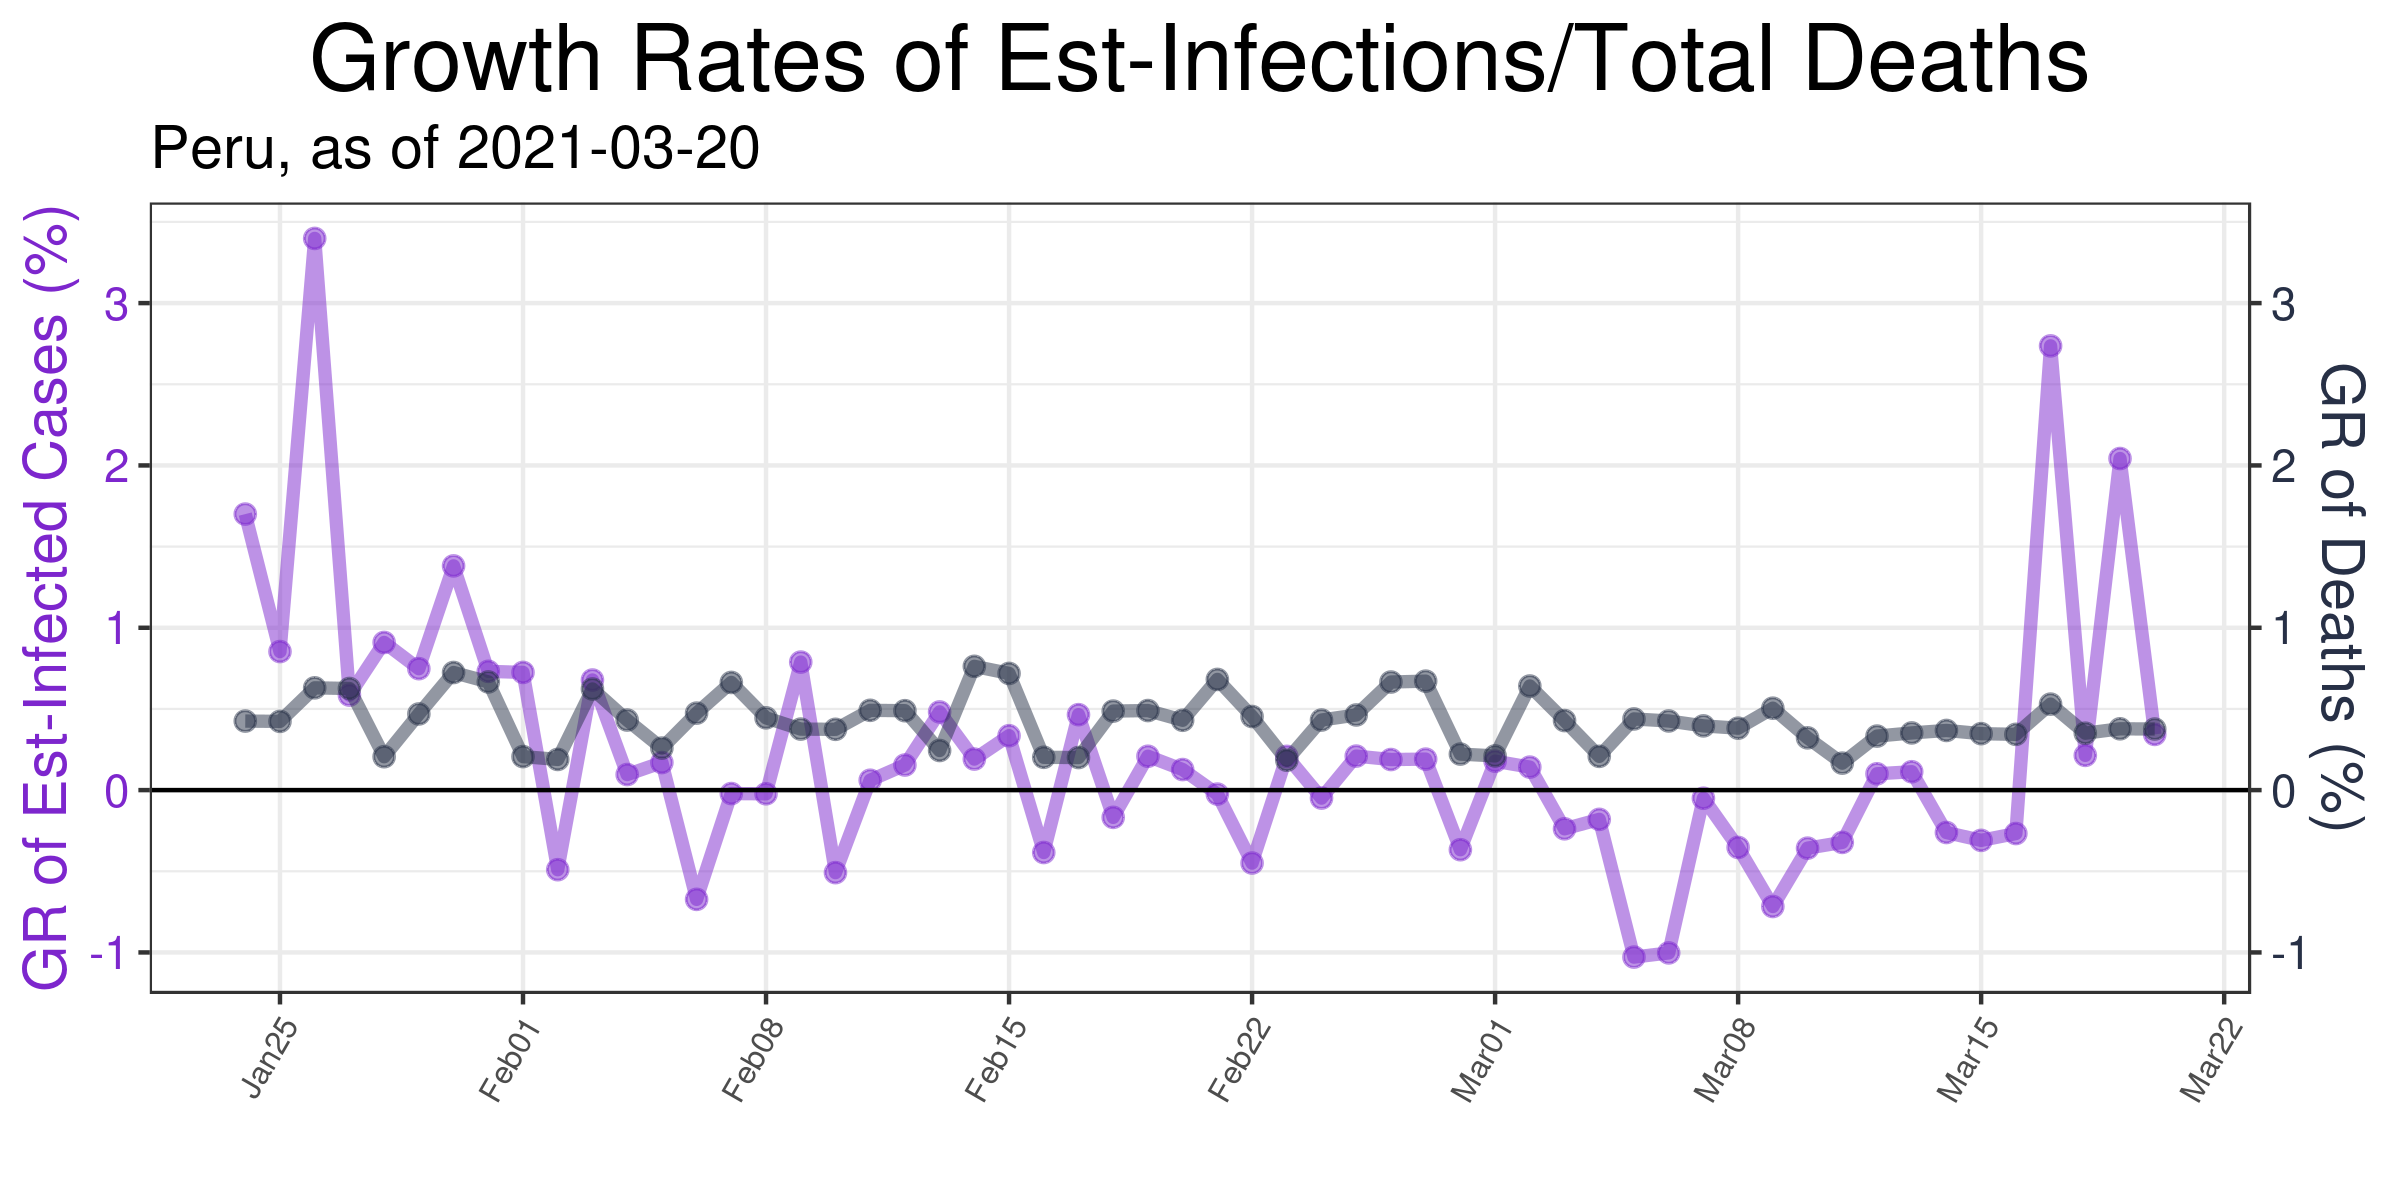 Growth Rates of Est-Infections/Total Deaths
Peru, as of 2021-03-20
GR of Est-Infected Cases (%)
3
2
1
0
-1
3
2
1
0
-1
GR of Deaths (%)
Jan25
Feb01
Feb08
Feb15
Feb22
Mar01
Mar08
Mar15
Mar22